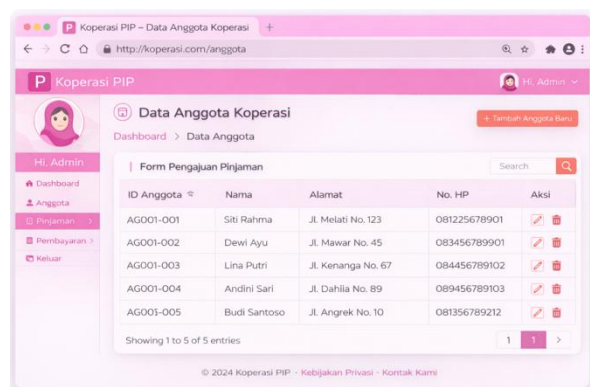 Koperasi PIP – Data Anggota Koperasi
http://koperasi.com/anggota
P Koperasi PIP
Hi, Admin
Data Anggota Koperasi
+ Tambah Anggota Baru
Dashboard > Data Anggota
Hi. Admin
Dashboard
Anggota
Pinjaman >
Pembayaran >
Keluar
Form Pengajuan Pinjaman
Search
ID Anggota Nama Alamat No. HP Aksi
AG001-001 Siti Rahma Jl. Melati No. 123 081225678901
AG001-002 Dewi Ayu Jl. Mawar No. 45 083456789901
AG001-003 Lina Putri Jl. Kenanga No. 67 084456789102
AG001-004 Andini Sari Jl. Dahlia No. 89 089456789103
AG005-005 Budi Santoso Jl. Angrek No. 10 081356789212
Showing 1 to 5 of 5 entries
1 1 >
© 2024 Koperasi PIP - Kebijakan Privasi - Kontak Kami